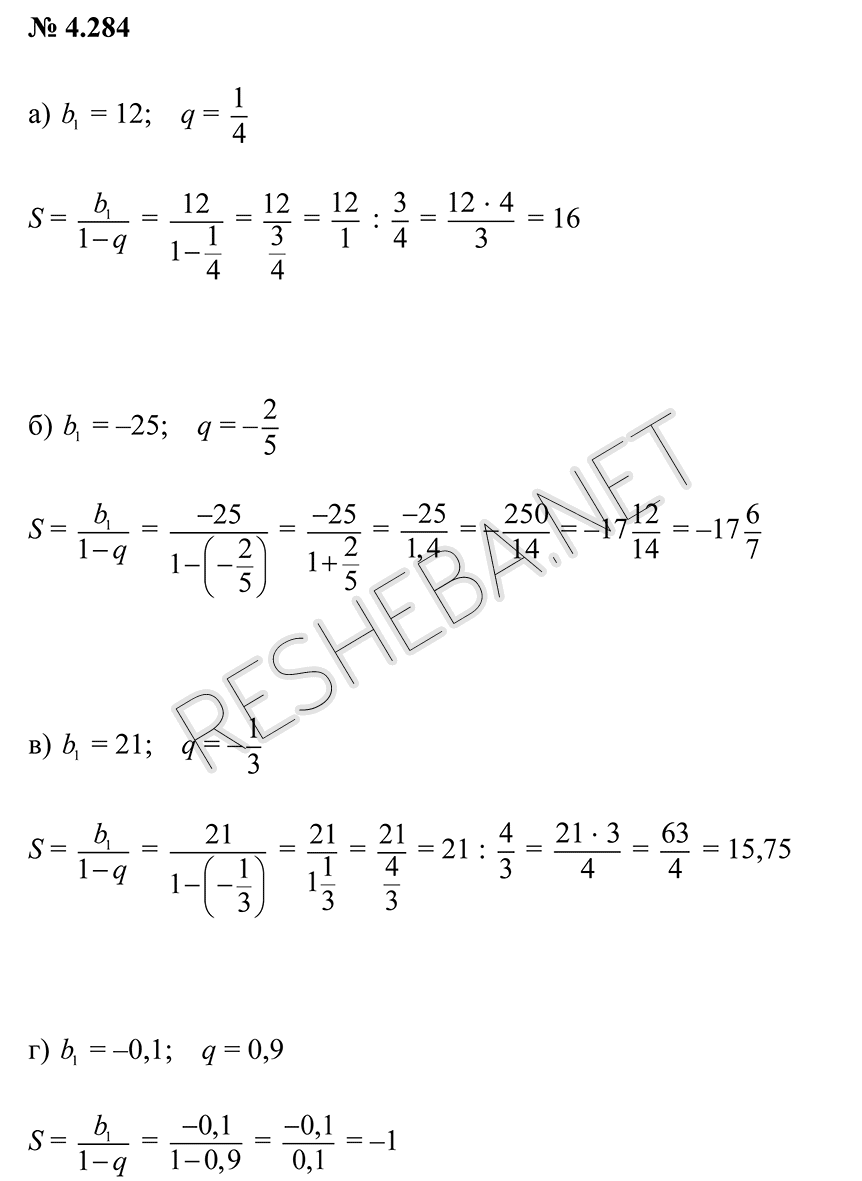 № 4.284
а) b₁ = 12; q = 1/4
S = b₁/(1–q) = 12/(1–1/4) = 12/(3/4) = 12/1 : 3/4 = (12 · 4)/3 = 16
б) b₁ = –25; q = –2/5
S = b₁/(1–q) = –25/(1–(–2/5)) = –25/(1+2/5) = –25/1,4 = –250/14 = –17 12/14 = –17 6/7
RESHEBA.NET
в) b₁ = 21; q = –1/3
S = b₁/(1–q) = 21/(1–(–1/3)) = 21/(1 1/3) = 21/(4/3) = 21 : 4/3 = (21 · 3)/4 = 63/4 = 15,75
г) b₁ = –0,1; q = 0,9
S = b₁/(1–q) = –0,1/(1–0,9) = –0,1/0,1 = –1